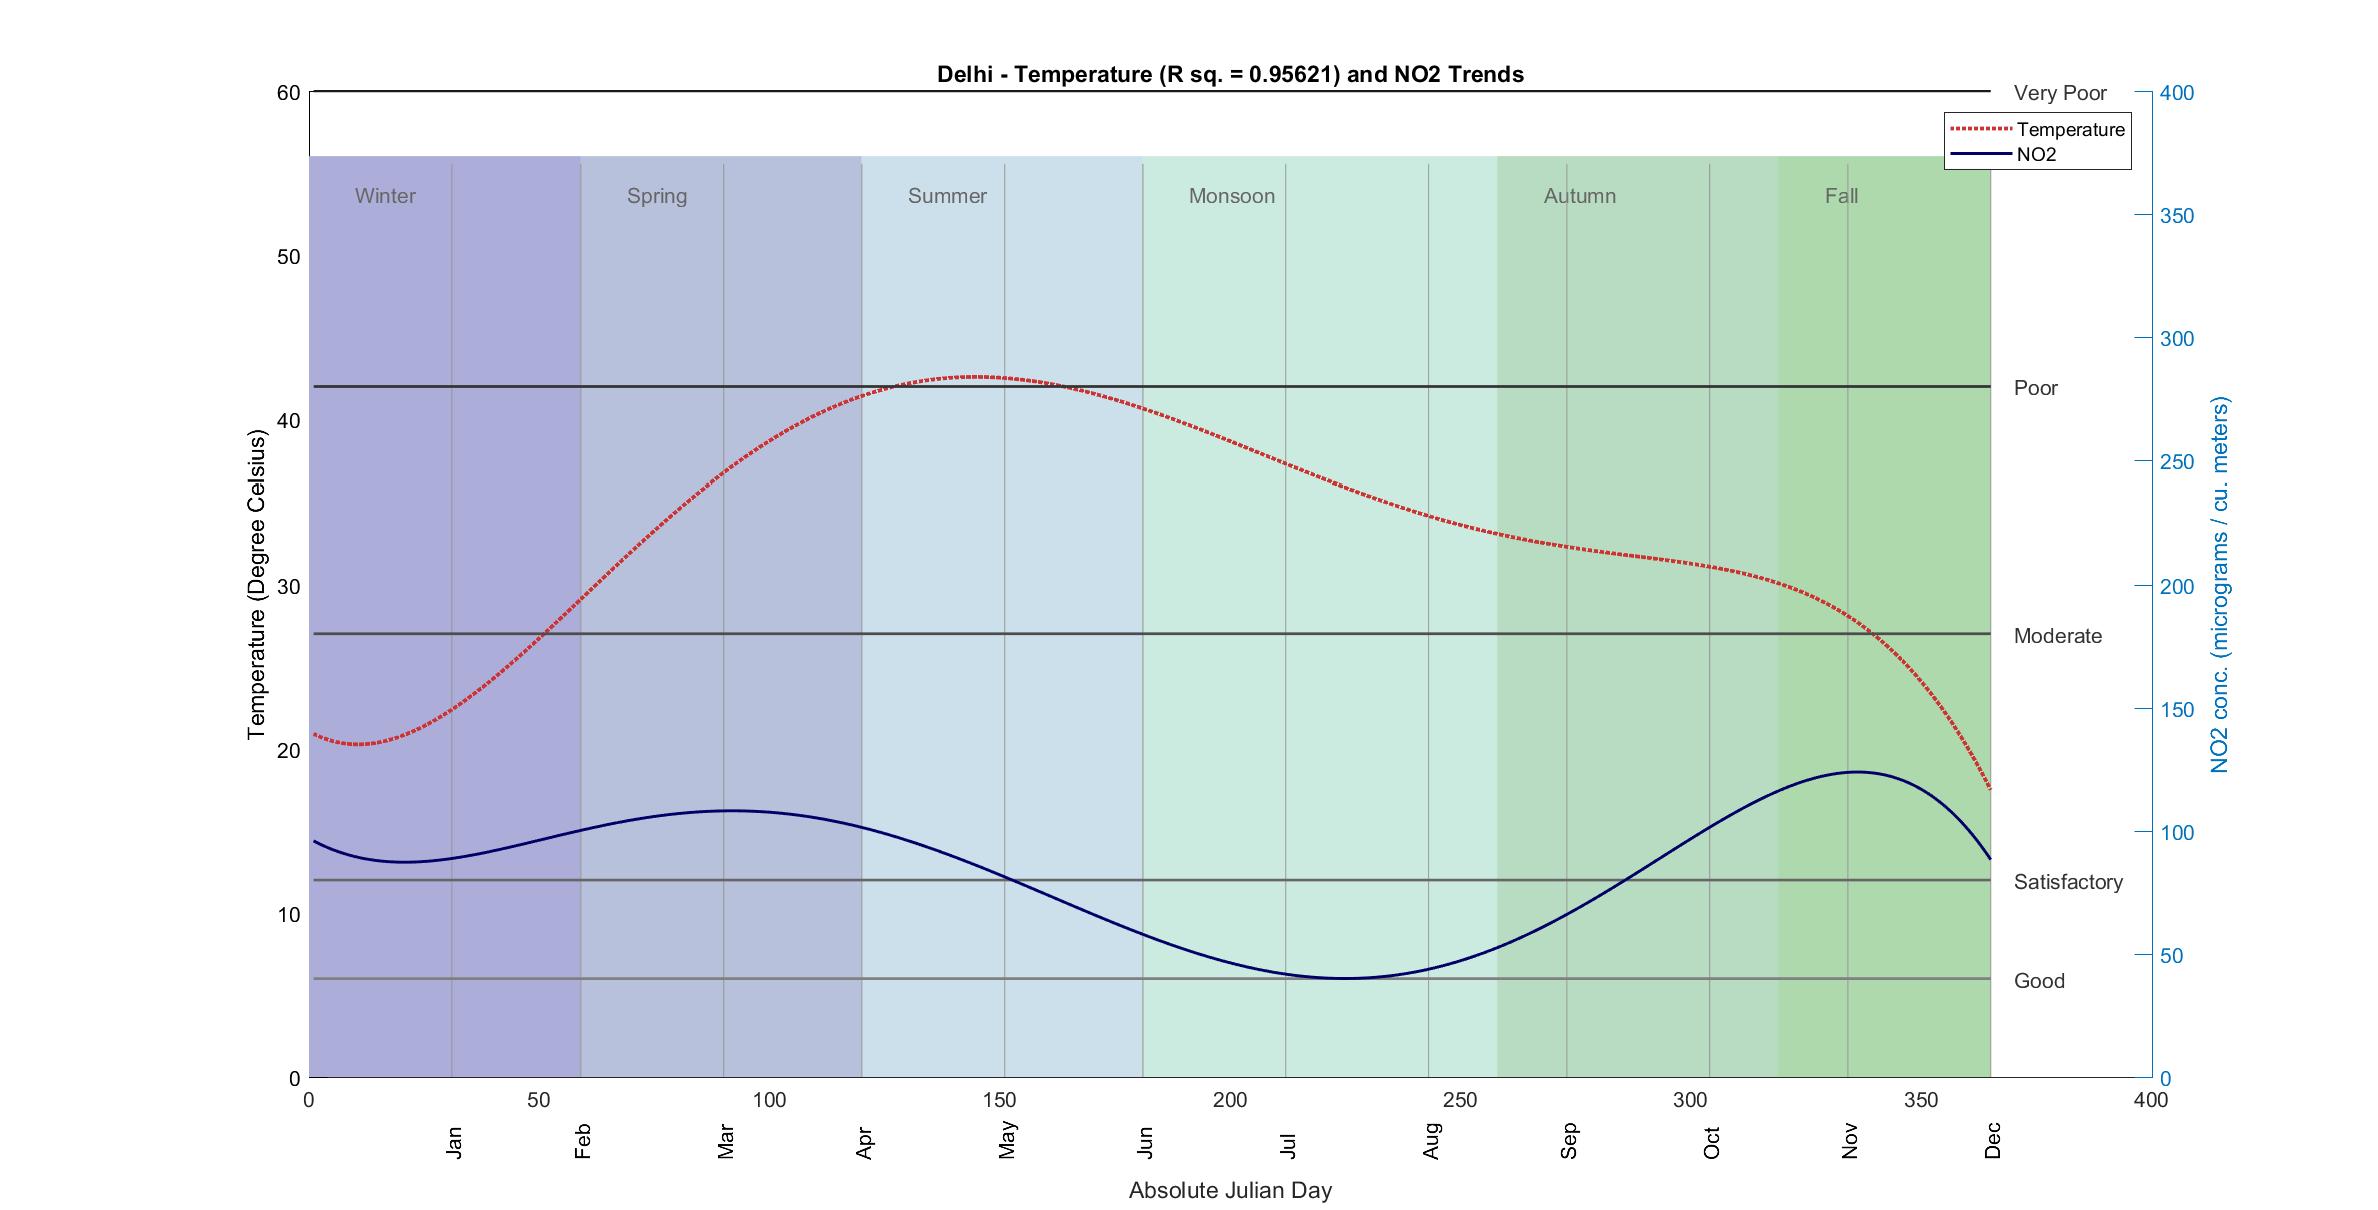 Delhi - Temperature (R sq. = 0.95621) and NO2 Trends
60
50
40
30
20
10
0
Temperature (Degree Celsius)
Winter
Spring
Summer
Monsoon
Autumn
Fall
Very Poor
Poor
Moderate
Satisfactory
Good
Temperature
NO2
400
350
300
250
200
150
100
50
0
NO2 conc. (micrograms / cu. meters)
0 50 100 150 200 250 300 350 400
Jan Feb Mar Apr May Jun Jul Aug Sep Oct Nov Dec
Absolute Julian Day